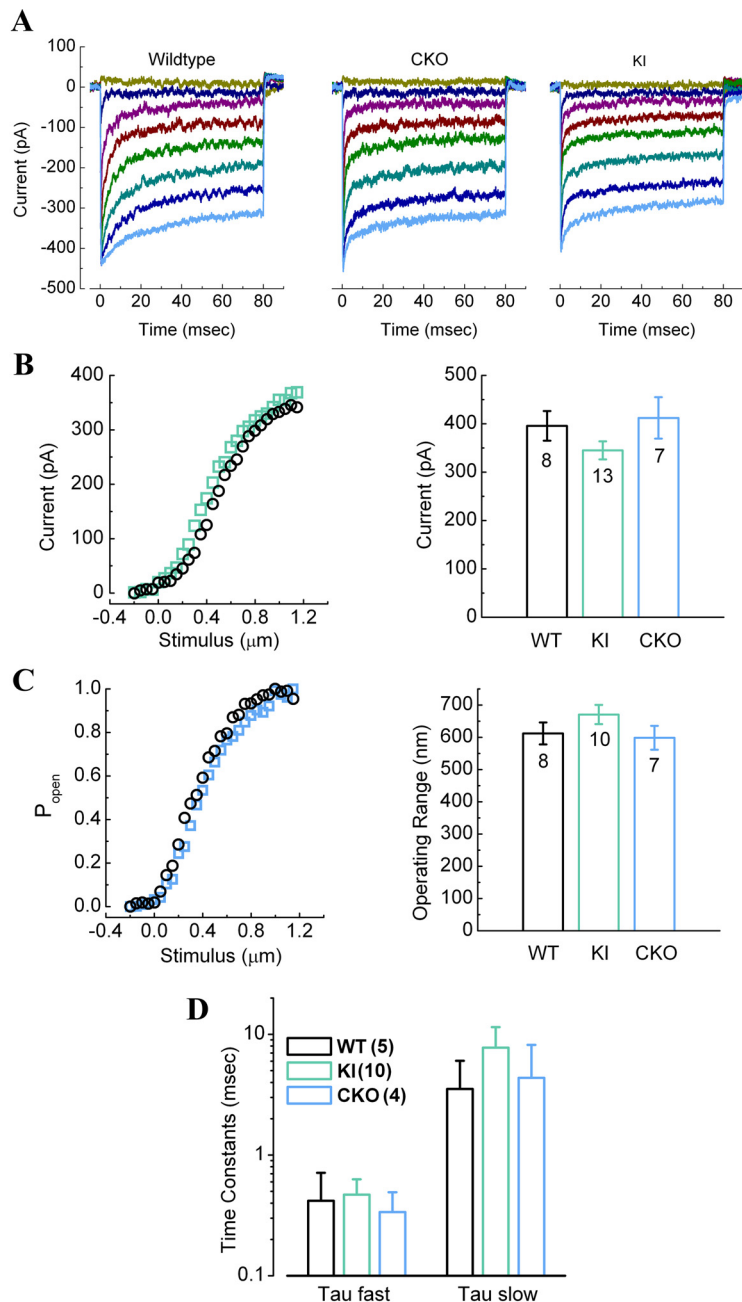 A
Wildtype CKO KI
100
0
-100
-200
-300
-400
-500
Current (pA)
0 20 40 60 80
0 20 40 60 80
0 20 40 60 80
Time (msec) Time (msec) Time (msec)
B
400
300
200
100
0
Current (pA)
-0.4 0.0 0.4 0.8 1.2
Stimulus (μm)
500
400
300
200
100
0
Current (pA)
8 13 7
WT KI CKO
C
1.0
0.8
0.6
0.4
0.2
0.0
Popen
-0.4 0.0 0.4 0.8 1.2
Stimulus (μm)
700
600
500
400
300
200
100
0
Operating Range (nm)
8 10 7
WT KI CKO
D
10
1
0.1
Time Constants (msec)
WT (5)
KI (10)
CKO (4)
Tau fast Tau slow